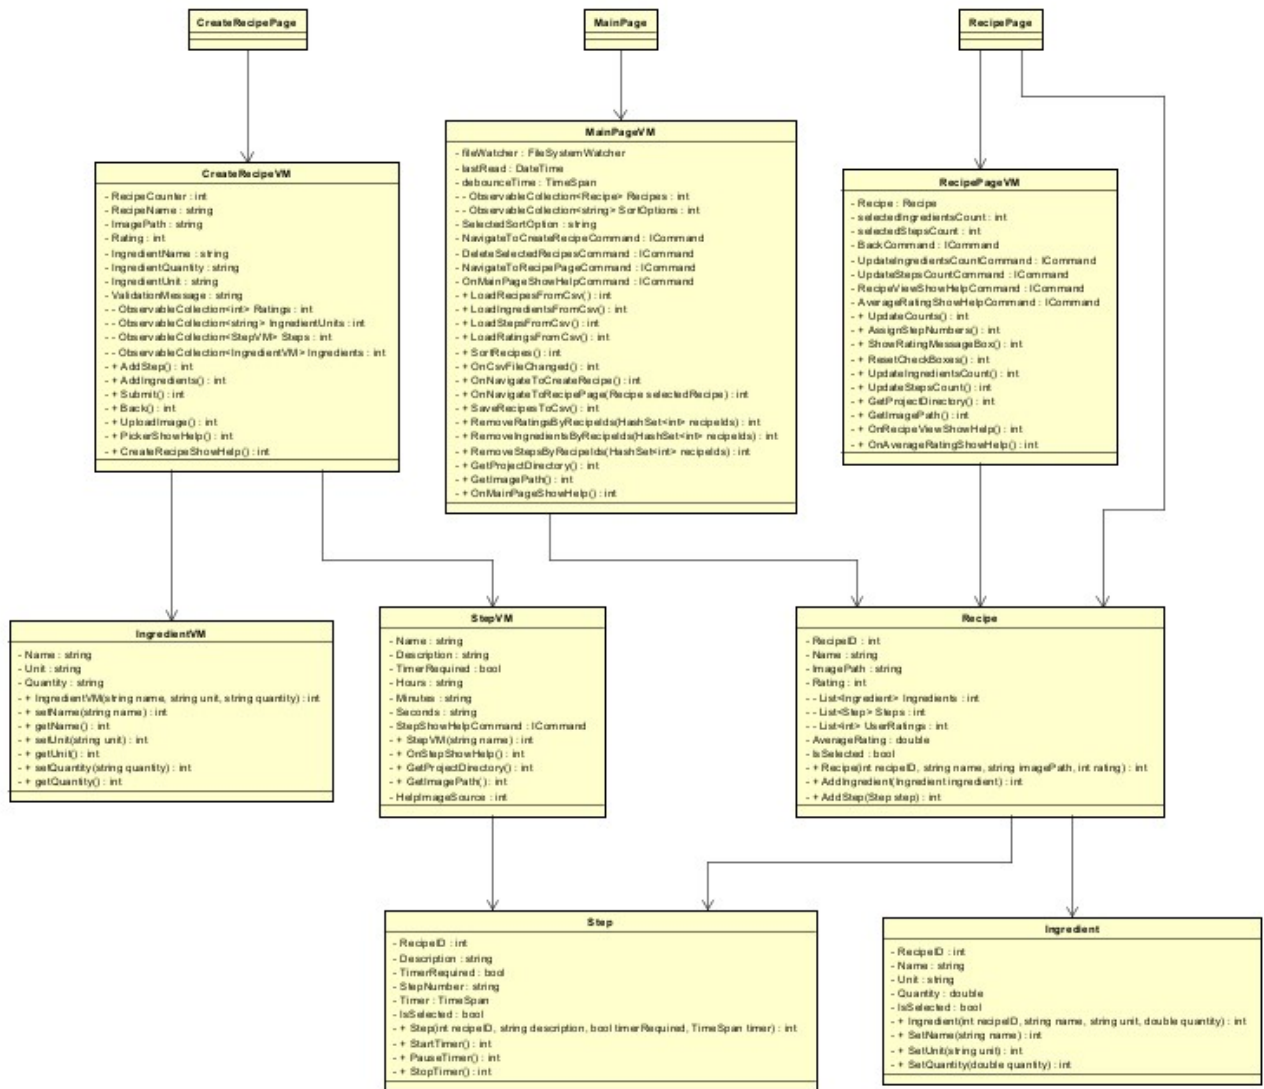 CreateRecipePage
MainPage
RecipePage
CreateRecipeVM
- RecipeCounter : int
- RecipeName : string
- ImagePath : string
- Rating : int
- IngredientName : string
- IngredientQuantity : string
- IngredientUnit : string
- ValidationMessage : string
- - ObservableCollection<int> Ratings : int
- - ObservableCollection<string> IngredientUnits : int
- - ObservableCollection<StepVM> Steps : int
- - ObservableCollection<IngredientVM> Ingredients : int
- + AddStep() : int
- + AddIngredients() : int
- + Submit() : int
- + Back() : int
- + UploadImage() : int
- + PickerShowHelp() : int
- + CreateRecipeShowHelp() : int
MainPageVM
- fileWatcher : FileSystemWatcher
- lastRead : DateTime
- debounceTime : TimeSpan
- - ObservableCollection<Recipe> Recipes : int
- - ObservableCollection<string> SortOptions : int
- SelectedSortOption : string
- NavigateToCreateRecipeCommand : ICommand
- DeleteSelectedRecipesCommand : ICommand
- NavigateToRecipePageCommand : ICommand
- OnMainPageShowHelpCommand : ICommand
- + LoadRecipesFromCsv() : int
- + LoadIngredientsFromCsv() : int
- + LoadStepsFromCsv() : int
- + LoadRatingsFromCsv() : int
- + SortRecipes() : int
- + OnCsvFileChanged() : int
- + OnNavigateToCreateRecipe() : int
- + OnNavigateToRecipePage(Recipe selectedRecipe) : int
- + SaveRecipesToCsv() : int
- + RemoveRatingsByRecipeIds(HashSet<int> recipeIds) : int
- + RemoveIngredientsByRecipeIds(HashSet<int> recipeIds) : int
- + RemoveStepsByRecipeIds(HashSet<int> recipeIds) : int
- + GetProjectDirectory() : int
- + GetImagePath() : int
- + OnMainPageShowHelp() : int
RecipePageVM
- Recipe : Recipe
- selectedIngredientsCount : int
- selectedStepsCount : int
- BackCommand : ICommand
- UpdateIngredientsCountCommand : ICommand
- UpdateStepsCountCommand : ICommand
- RecipeViewShowHelpCommand : ICommand
- AverageRatingShowHelpCommand : ICommand
- + UpdateCounts() : int
- + AssignStepNumbers() : int
- + ShowRatingMessageBox() : int
- + ResetCheckBoxes() : int
- + UpdateIngredientsCount() : int
- + UpdateStepsCount() : int
- + GetProjectDirectory() : int
- + GetImagePath() : int
- + OnRecipeViewShowHelp() : int
- + OnAverageRatingShowHelp() : int
IngredientVM
- Name : string
- Unit : string
- Quantity : string
- + IngredientVM(string name, string unit, string quantity) : int
- + setName(string name) : int
- + getName() : int
- + setUnit(string unit) : int
- + getUnit() : int
- + setQuantity(string quantity) : int
- + getQuantity() : int
StepVM
- Name : string
- Description : string
- TimerRequired : bool
- Hours : string
- Minutes : string
- Seconds : string
- StepShowHelpCommand : ICommand
- + StepVM(string name) : int
- + OnStepShowHelp() : int
- + GetProjectDirectory() : int
- + GetImagePath() : int
- HelpImageSource : int
Recipe
- RecipeID : int
- Name : string
- ImagePath : string
- Rating : int
- - List<Ingredient> Ingredients : int
- - List<Step> Steps : int
- - List<int> UserRatings : int
- AverageRating : double
- IsSelected : bool
- + Recipe(int recipeID, string name, string imagePath, int rating) : int
- + AddIngredient(Ingredient ingredient) : int
- + AddStep(Step step) : int
Step
- RecipeID : int
- Description : string
- TimerRequired : bool
- StepNumber : string
- Timer : TimeSpan
- IsSelected : bool
- + Step(int recipeID, string description, bool timerRequired, TimeSpan timer) : int
- + StartTimer() : int
- + PauseTimer() : int
- + StopTimer() : int
Ingredient
- RecipeID : int
- Name : string
- Unit : string
- Quantity : double
- IsSelected : bool
- + Ingredient(int recipeID, string name, string unit, double quantity) : int
- + SetName(string name) : int
- + SetUnit(string unit) : int
- + SetQuantity(double quantity) : int